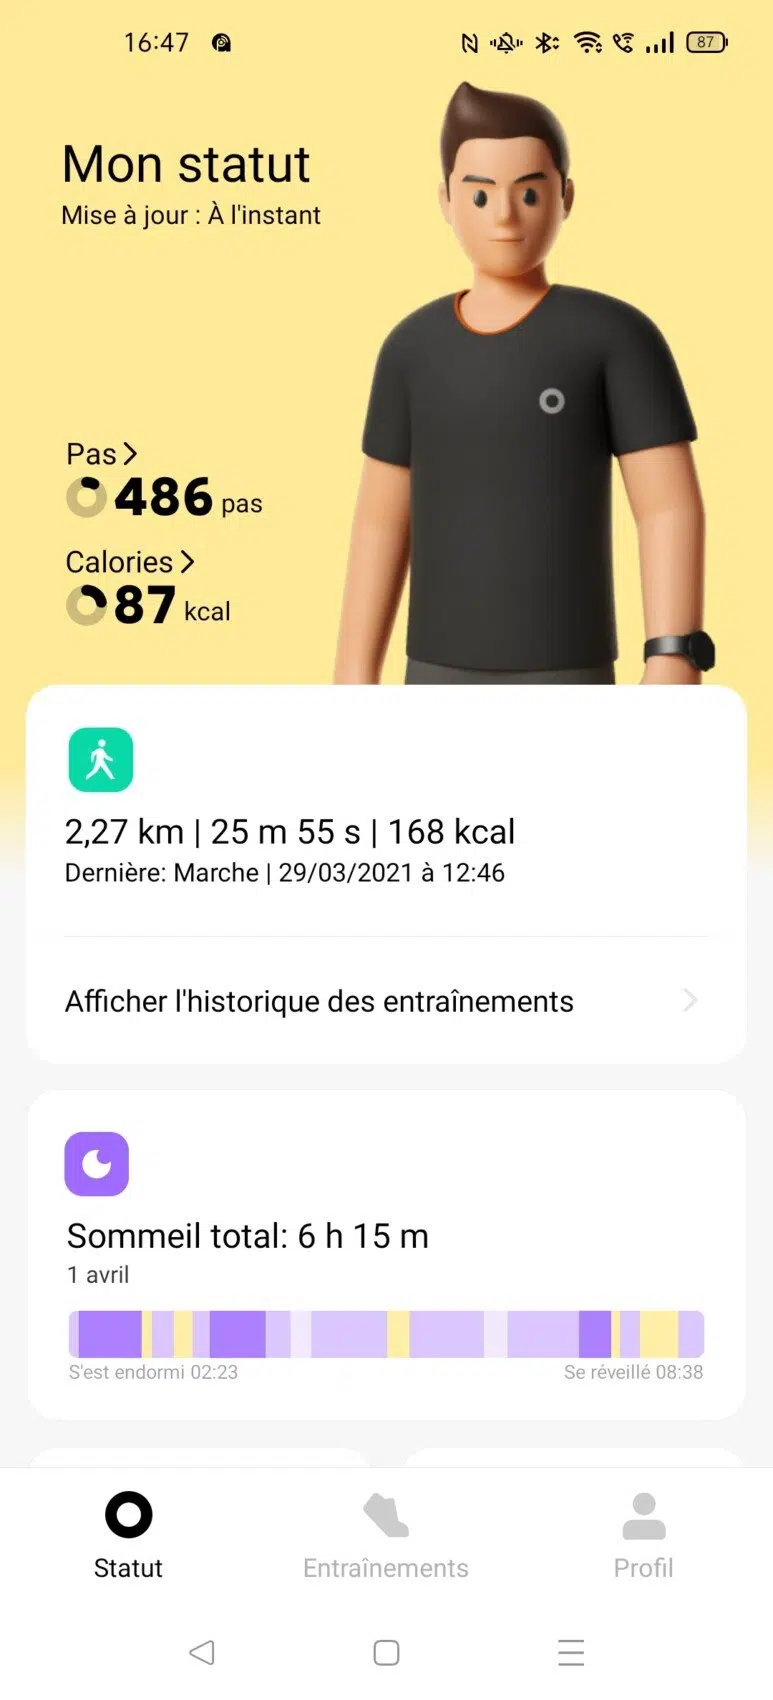 16:47
87
Mon statut
Mise à jour : À l'instant
Pas
486 pas
Calories
87 kcal
2,27 km | 25 m 55 s | 168 kcal
Dernière: Marche | 29/03/2021 à 12:46
Afficher l'historique des entraînements
Sommeil total: 6 h 15 m
1 avril
S'est endormi 02:23
Se réveillé 08:38
Statut
Entraînements
Profil